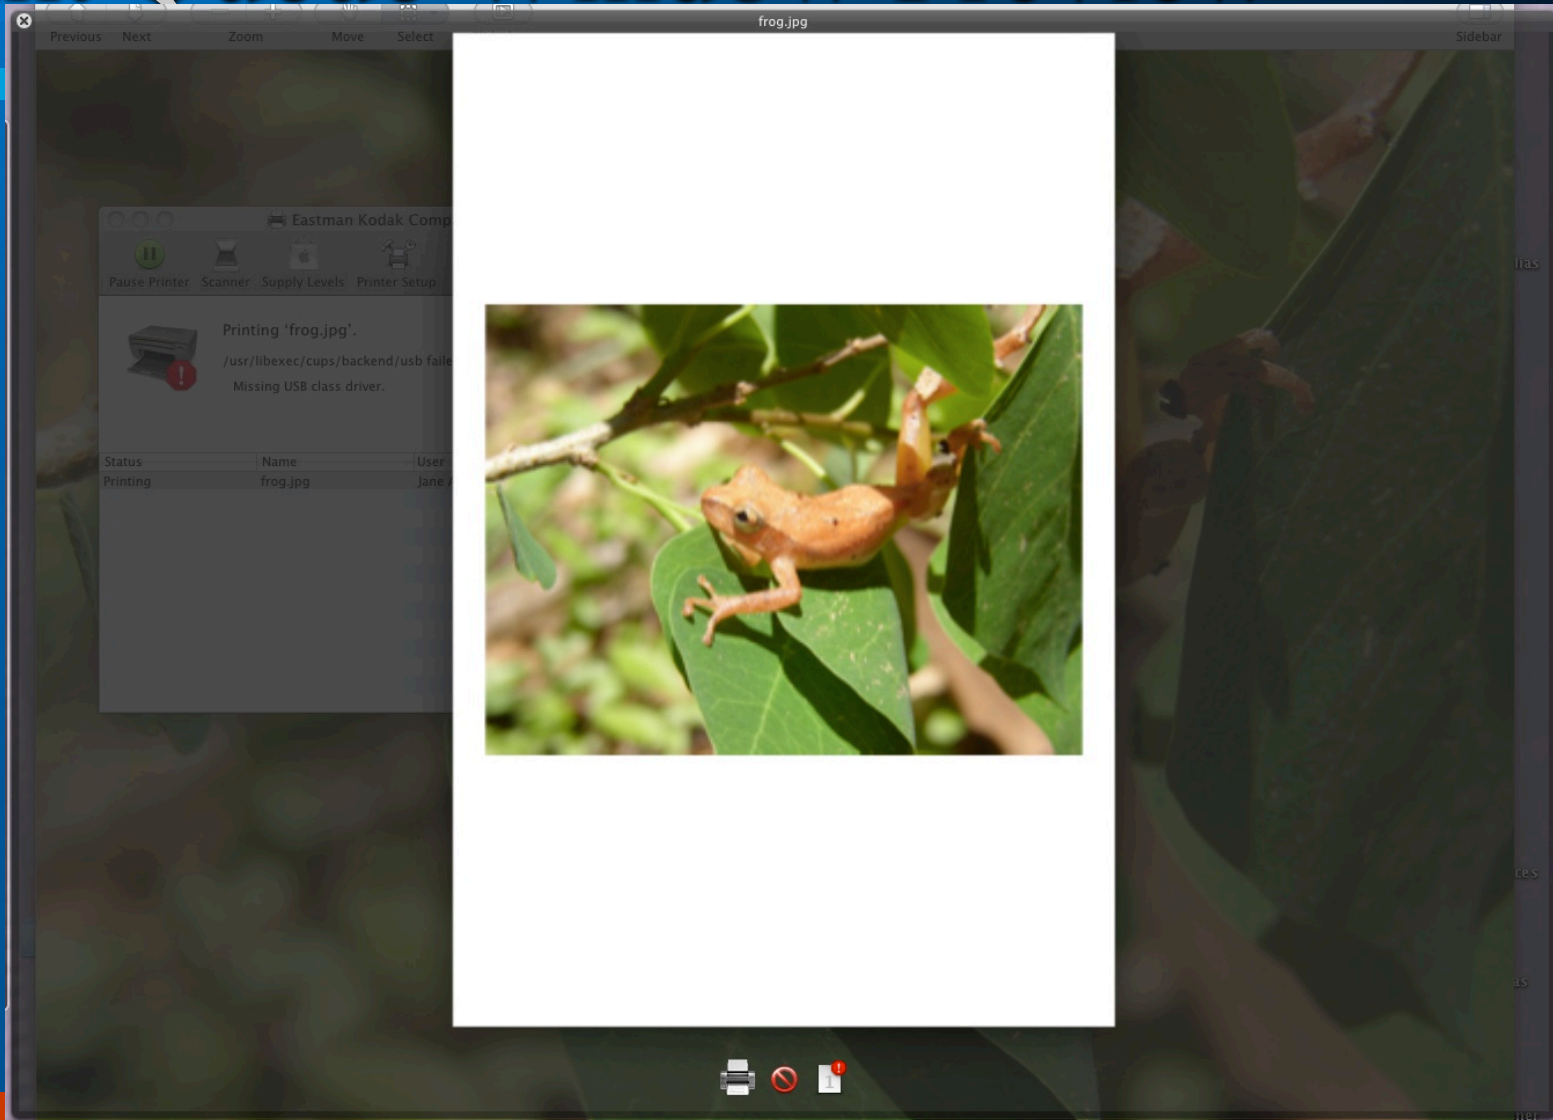 frog.jpg
Previous Next Zoom Move Select Sidebar
Eastman Kodak Comp
Pause Printer Scanner Supply Levels Printer Setup
Printing ‘frog.jpg’.
/usr/libexec/cups/backend/usb faile
Missing USB class driver.
Status Name User
Printing frog.jpg Jane
1